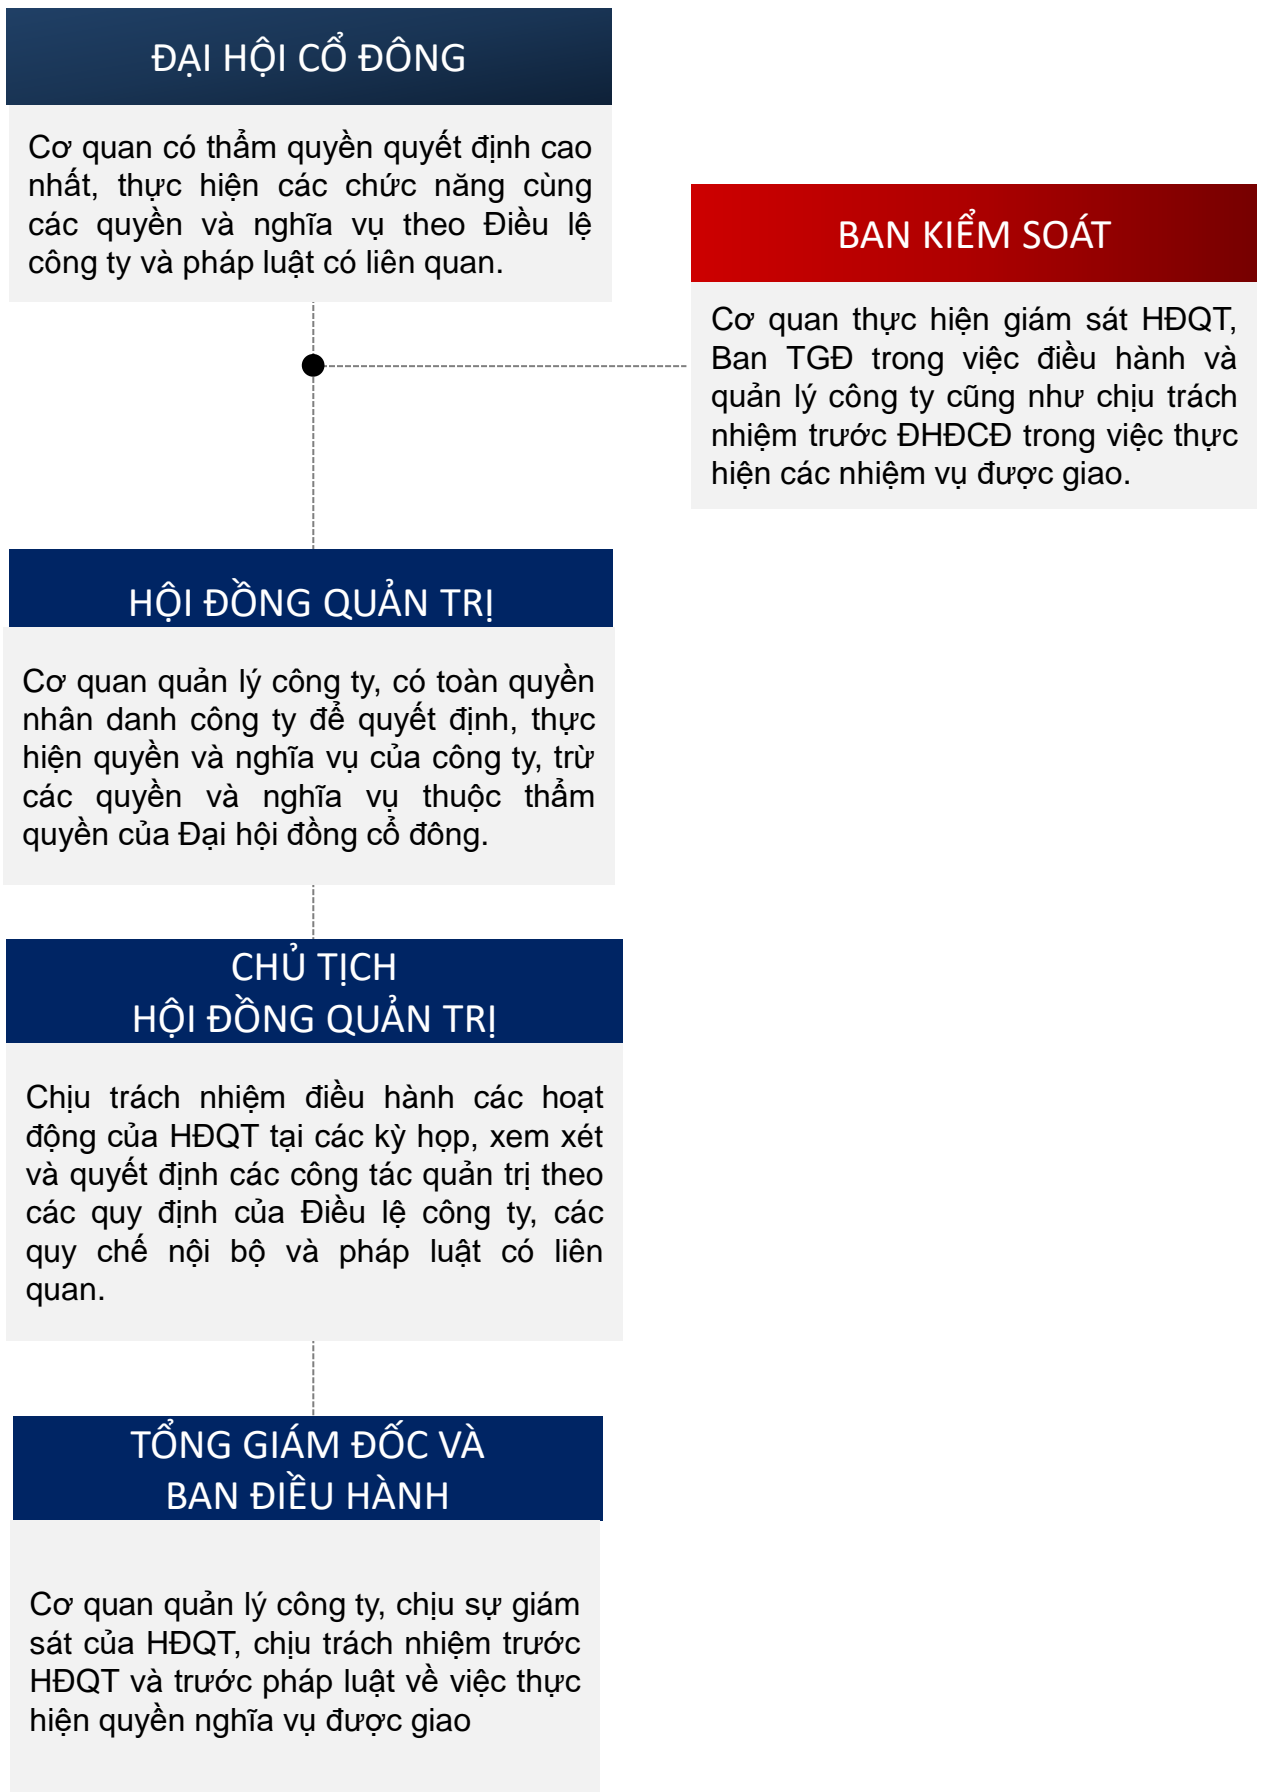 ĐẠI HỘI CỔ ĐÔNG
Cơ quan có thẩm quyền quyết định cao
nhất, thực hiện các chức năng cùng
các quyền và nghĩa vụ theo Điều lệ
công ty và pháp luật có liên quan.
BAN KIỂM SOÁT
Cơ quan thực hiện giám sát HĐQT,
Ban TGĐ trong việc điều hành và
quản lý công ty cũng như chịu trách
nhiệm trước ĐHĐCĐ trong việc thực
hiện các nhiệm vụ được giao.
HỘI ĐỒNG QUẢN TRỊ
Cơ quan quản lý công ty, có toàn quyền
nhân danh công ty để quyết định, thực
hiện quyền và nghĩa vụ của công ty, trừ
các quyền và nghĩa vụ thuộc thẩm
quyền của Đại hội đồng cổ đông.
CHỦ TỊCH
HỘI ĐỒNG QUẢN TRỊ
Chịu trách nhiệm điều hành các hoạt
động của HĐQT tại các kỳ họp, xem xét
và quyết định các công tác quản trị theo
các quy định của Điều lệ công ty, các
quy chế nội bộ và pháp luật có liên
quan.
TỔNG GIÁM ĐỐC VÀ
BAN ĐIỀU HÀNH
Cơ quan quản lý công ty, chịu sự giám
sát của HĐQT, chịu trách nhiệm trước
HĐQT và trước pháp luật về việc thực
hiện quyền nghĩa vụ được giao